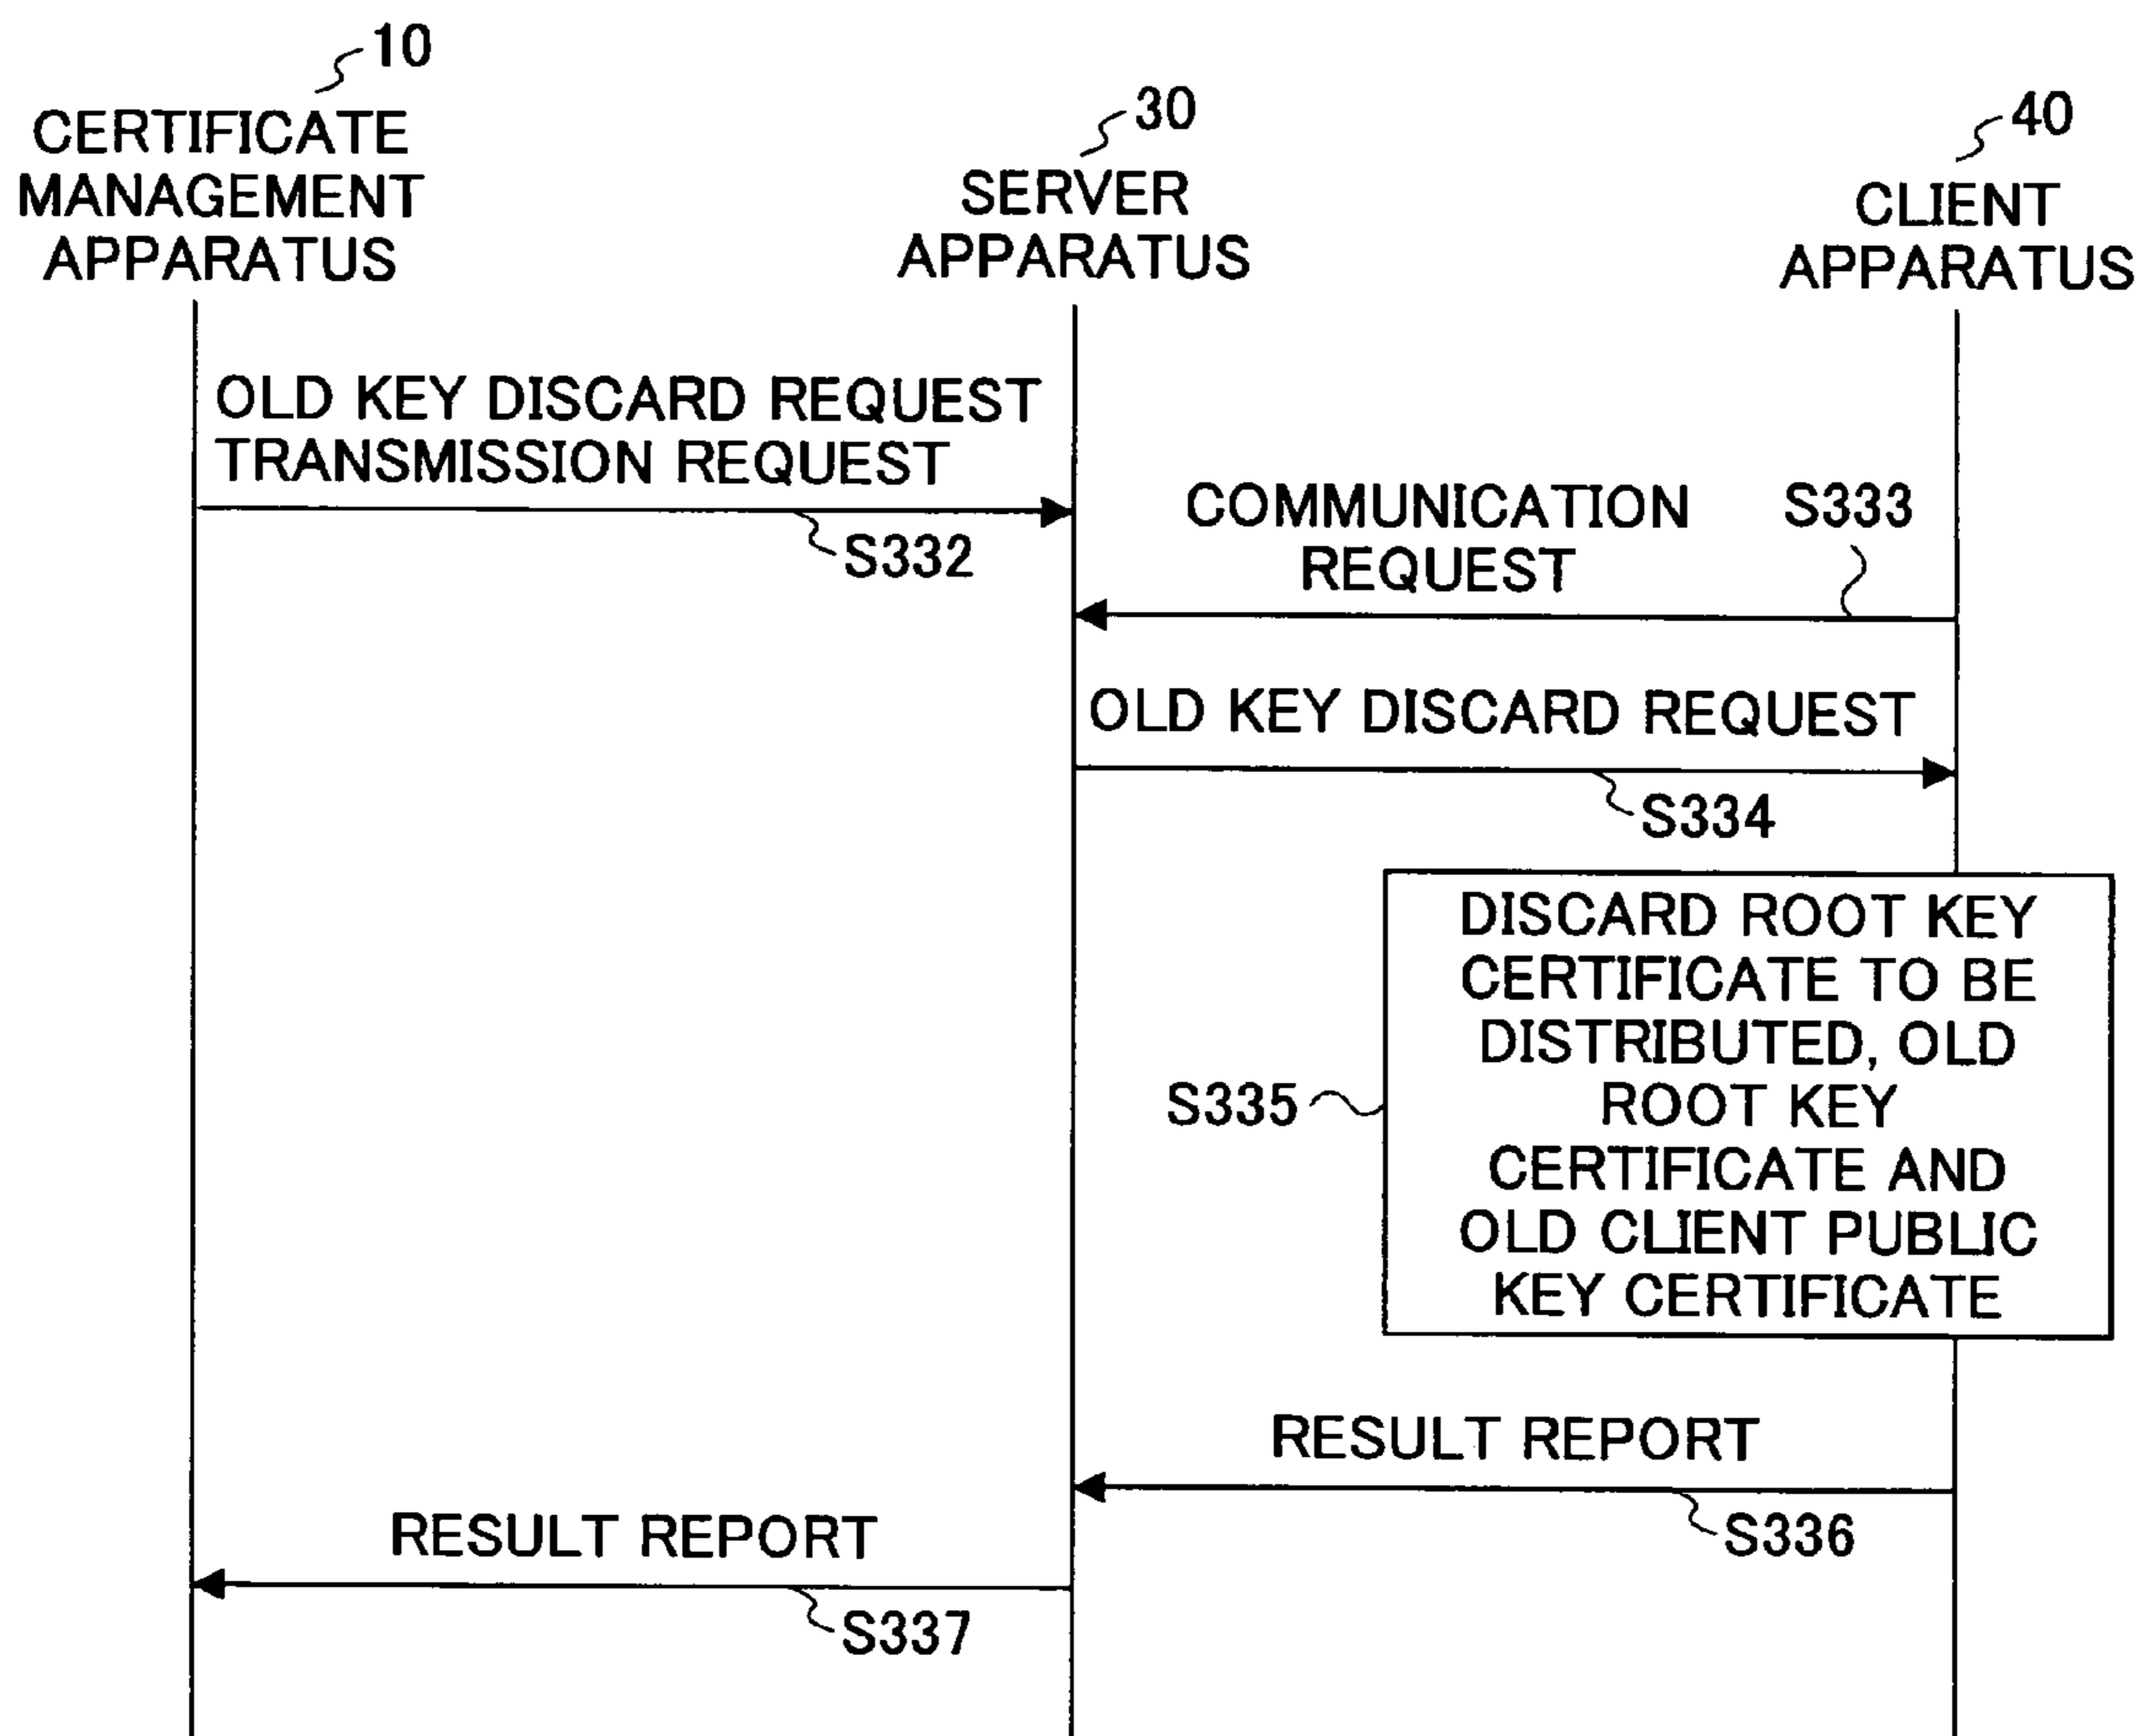 10
CERTIFICATE
MANAGEMENT
APPARATUS
30
SERVER
APPARATUS
40
CLIENT
APPARATUS
OLD KEY DISCARD REQUEST
TRANSMISSION REQUEST
S332
COMMUNICATION
REQUEST
S333
OLD KEY DISCARD REQUEST
S334
DISCARD ROOT KEY
CERTIFICATE TO BE
DISTRIBUTED, OLD
ROOT KEY
CERTIFICATE AND
OLD CLIENT PUBLIC
KEY CERTIFICATE
S335
RESULT REPORT
S336
RESULT REPORT
S337